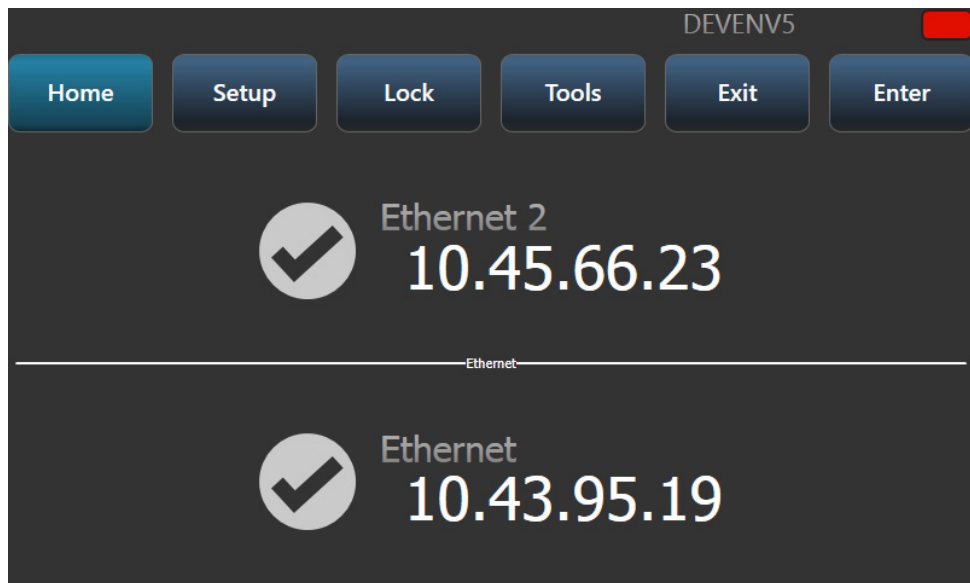 DEVENV5
Home Setup Lock Tools Exit Enter
Ethernet 2
10.45.66.23
Ethernet
Ethernet
10.43.95.19